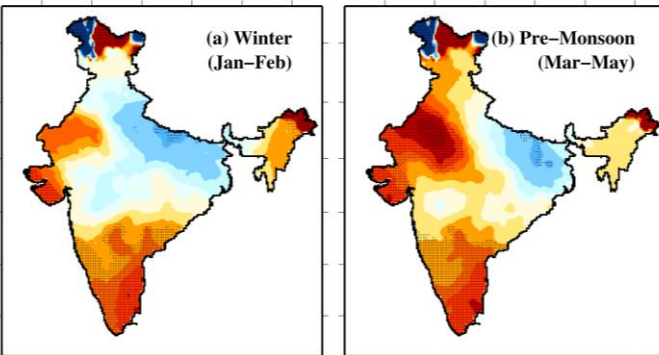 (a) Winter
(Jan–Feb)
(b) Pre–Monsoon
(Mar–May)